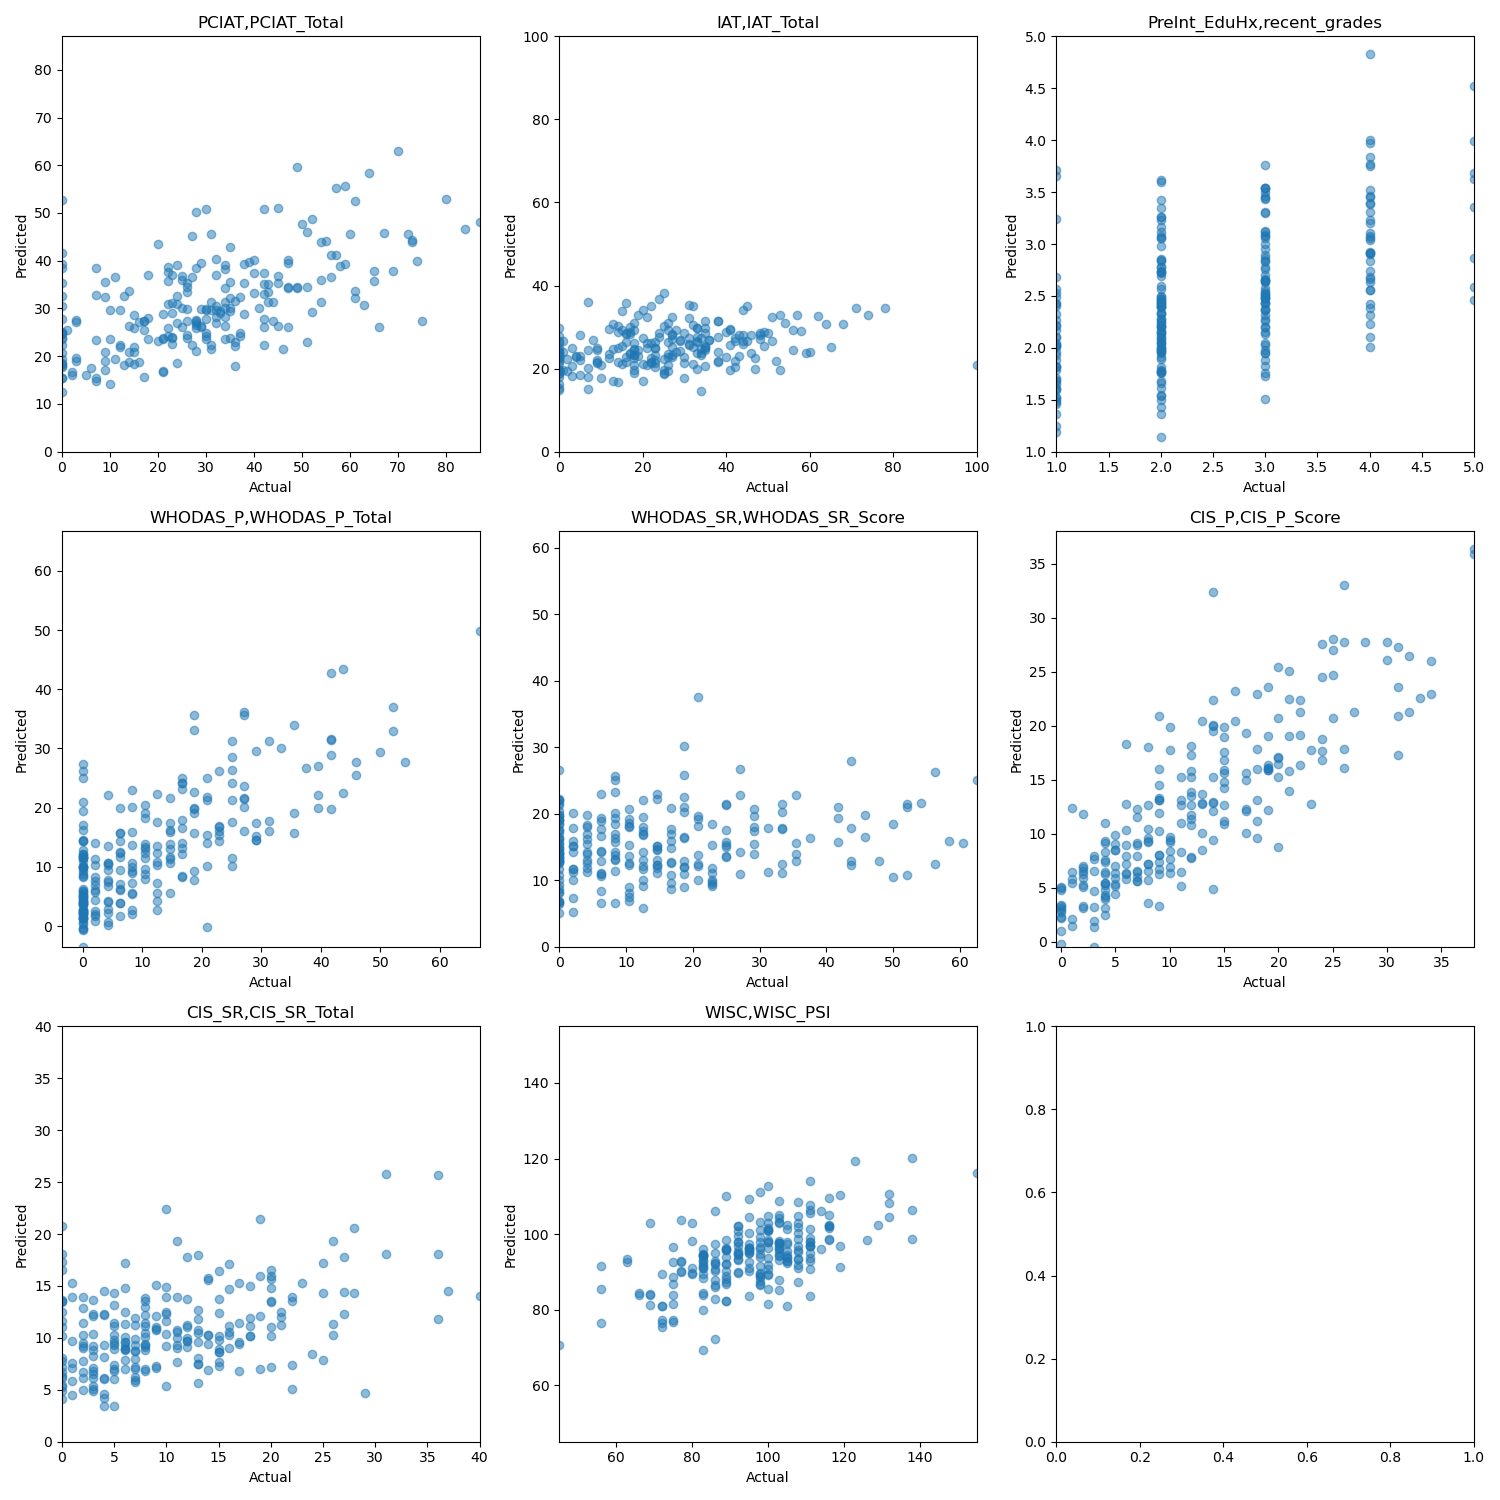 PCIAT,PCIAT_Total
80
70
60
50
40
30
20
10
0
Predicted
0 10 20 30 40 50 60 70 80
Actual
IAT,IAT_Total
100
80
60
40
20
0
Predicted
0 20 40 60 80 100
Actual
PreInt_EduHx,recent_grades
5.0
4.5
4.0
3.5
3.0
2.5
2.0
1.5
1.0
Predicted
1.0 1.5 2.0 2.5 3.0 3.5 4.0 4.5 5.0
Actual
WHODAS_P,WHODAS_P_Total
60
50
40
30
20
10
0
Predicted
0 10 20 30 40 50 60
Actual
WHODAS_SR,WHODAS_SR_Score
60
50
40
30
20
10
0
Predicted
0 10 20 30 40 50 60
Actual
CIS_P,CIS_P_Score
35
30
25
20
15
10
5
0
Predicted
0 5 10 15 20 25 30 35
Actual
CIS_SR,CIS_SR_Total
40
35
30
25
20
15
10
5
0
Predicted
0 5 10 15 20 25 30 35 40
Actual
WISC,WISC_PSI
140
120
100
80
60
Predicted
60 80 100 120 140
Actual
1.0
0.8
0.6
0.4
0.2
0.0
0.0 0.2 0.4 0.6 0.8 1.0